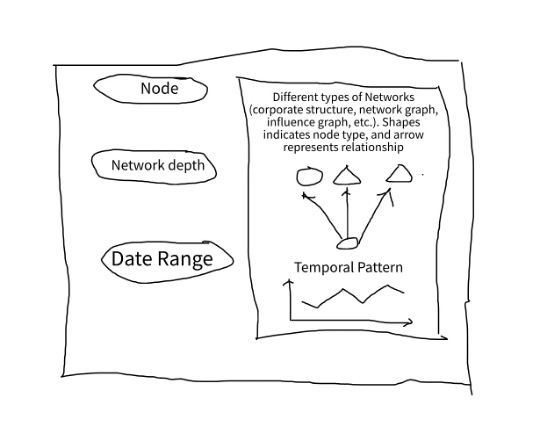 Node
Network depth
Date Range
Different types of Networks
(corporate structure, network graph,
influence graph, etc.). Shapes
indicates node type, and arrow
represents relationship
Temporal Pattern